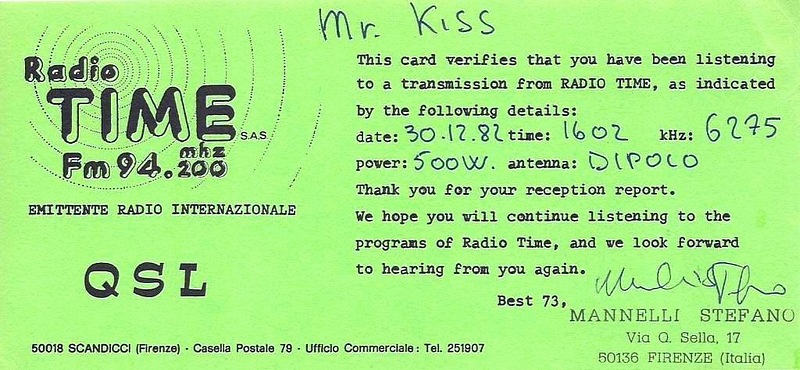 Mr. Kiss
Radio
TIME S.A.S.
Fm 94.200 mhz
EMITTENTE RADIO INTERNAZIONALE
QSL
This card verifies that you have been listening
to a transmission from RADIO TIME, as indicated
by the following details:
date: 30.12.82 time: 1602 kHz: 6275
power: 500W. antenna: DIPOLO
Thank you for your reception report.
We hope you will continue listening to the
programs of Radio Time, and we look forward
to hearing from you again.
Best 73,
MANNELLI STEFANO
Via Q. Sella, 17
50136 FIRENZE (Italia)
50018 SCANDICCI (Firenze) - Casella Postale 79 - Ufficio Commerciale: Tel. 251907